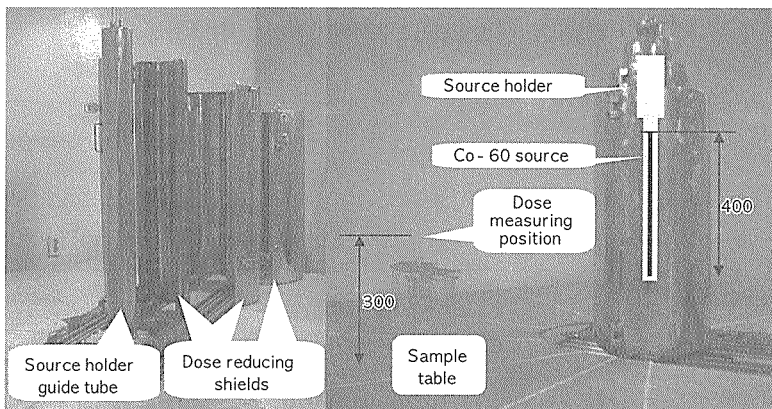 Source holder
Co - 60 source
Dose
measuring
position
400
300
Source holder
guide tube
Dose reducing
shields
Sample
table